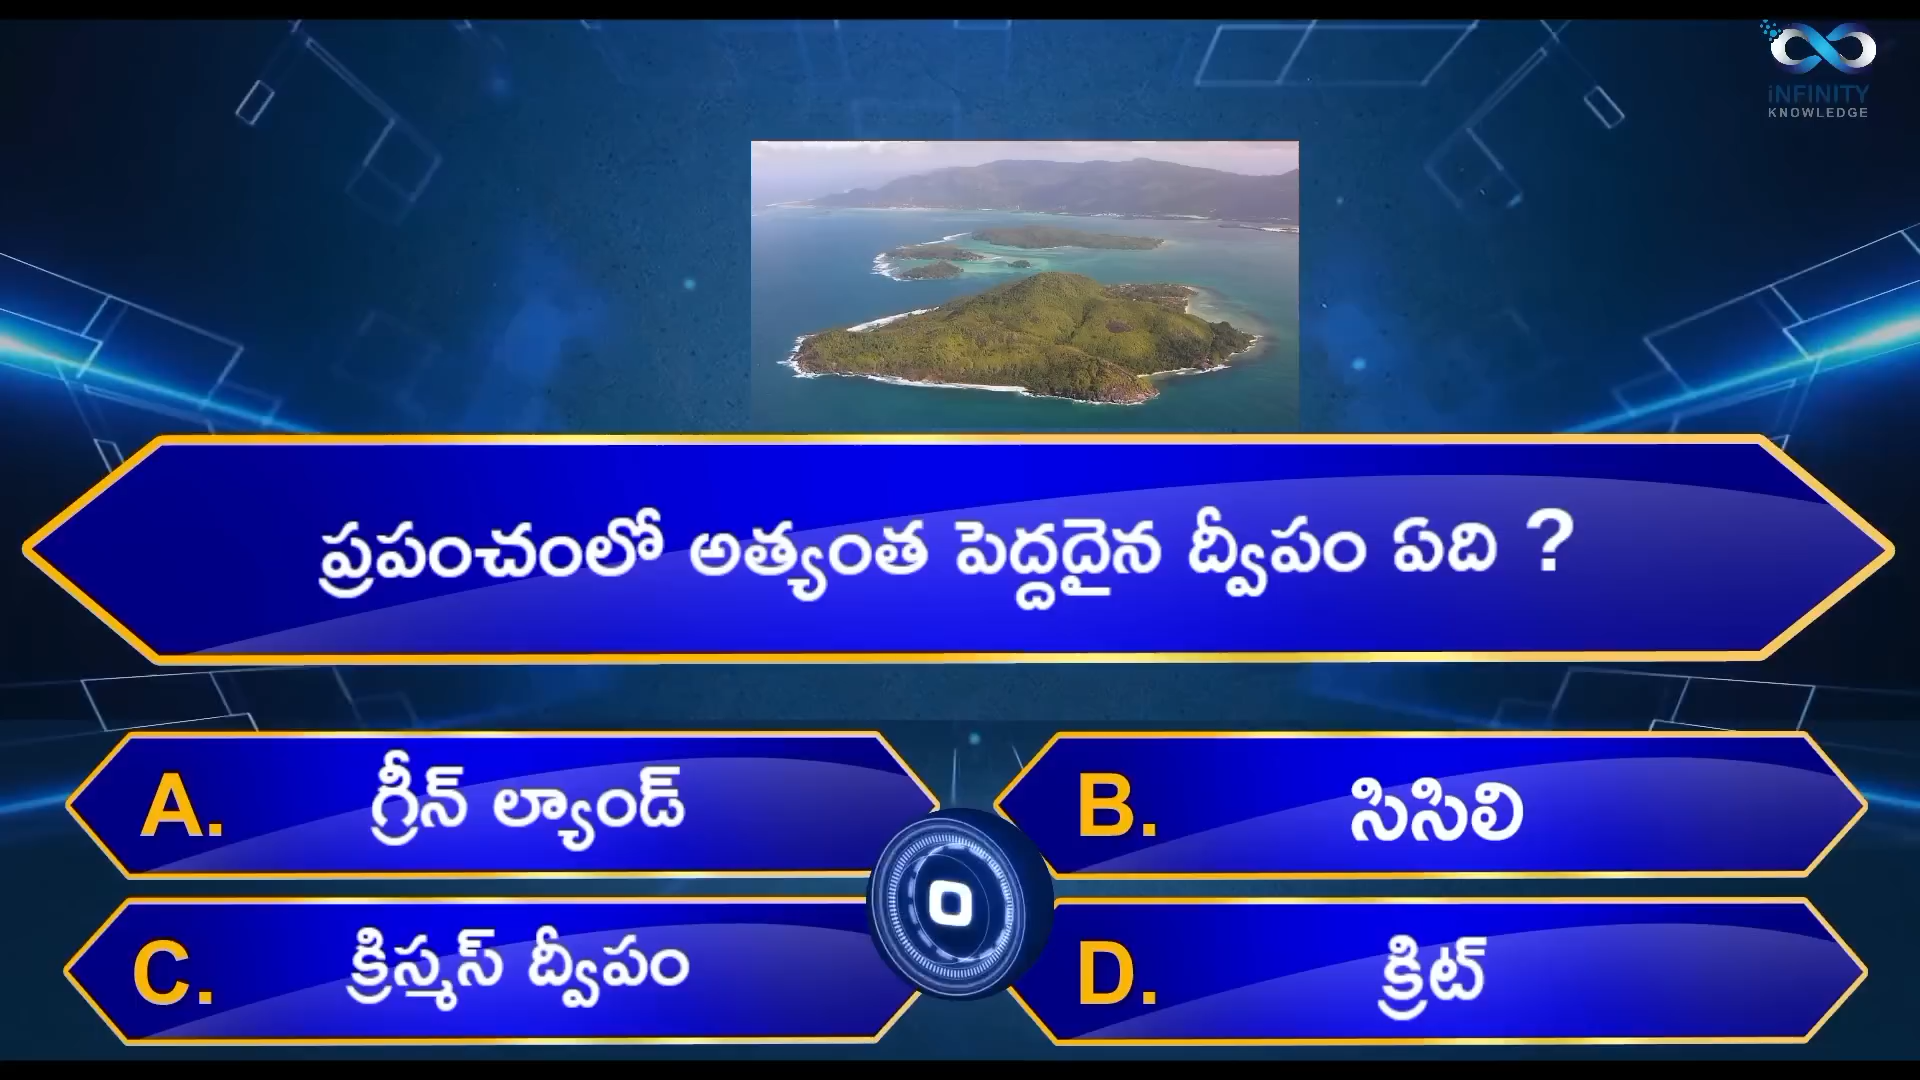 iNFINITY
KNOWLEDGE
ప్రపంచంలో అత్యంత పెద్దదైన ద్వీపం ఏది ?
A. గ్రీన్ ల్యాండ్
B. సిసిలి
C. క్రిస్మస్ ద్వీపం
D. క్రిట్
0